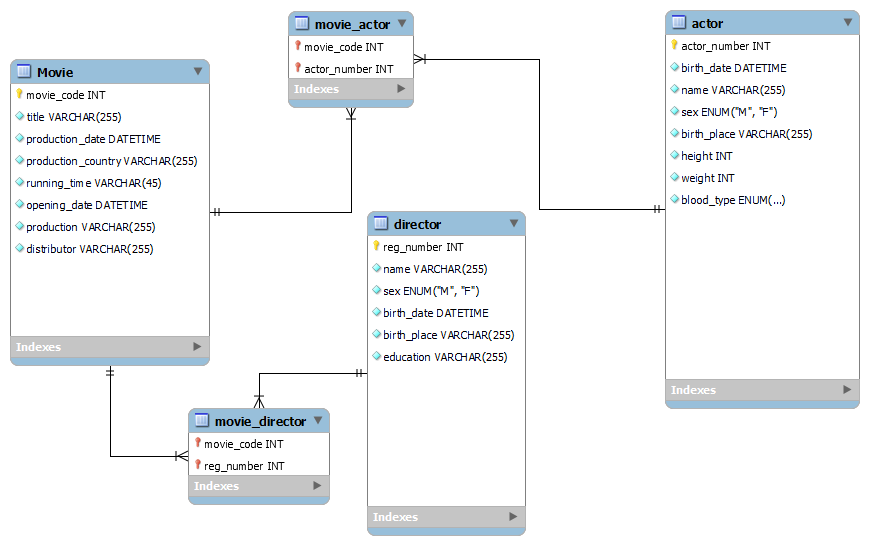 Movie
movie_code INT
title VARCHAR(255)
production_date DATETIME
production_country VARCHAR(255)
running_time VARCHAR(45)
opening_date DATETIME
production VARCHAR(255)
distributor VARCHAR(255)
Indexes
movie_actor
movie_code INT
actor_number INT
Indexes
actor
actor_number INT
birth_date DATETIME
name VARCHAR(255)
sex ENUM("M", "F")
birth_place VARCHAR(255)
height INT
weight INT
blood_type ENUM(...)
Indexes
director
reg_number INT
name VARCHAR(255)
sex ENUM("M", "F")
birth_date DATETIME
birth_place VARCHAR(255)
education VARCHAR(255)
Indexes
movie_director
movie_code INT
reg_number INT
Indexes